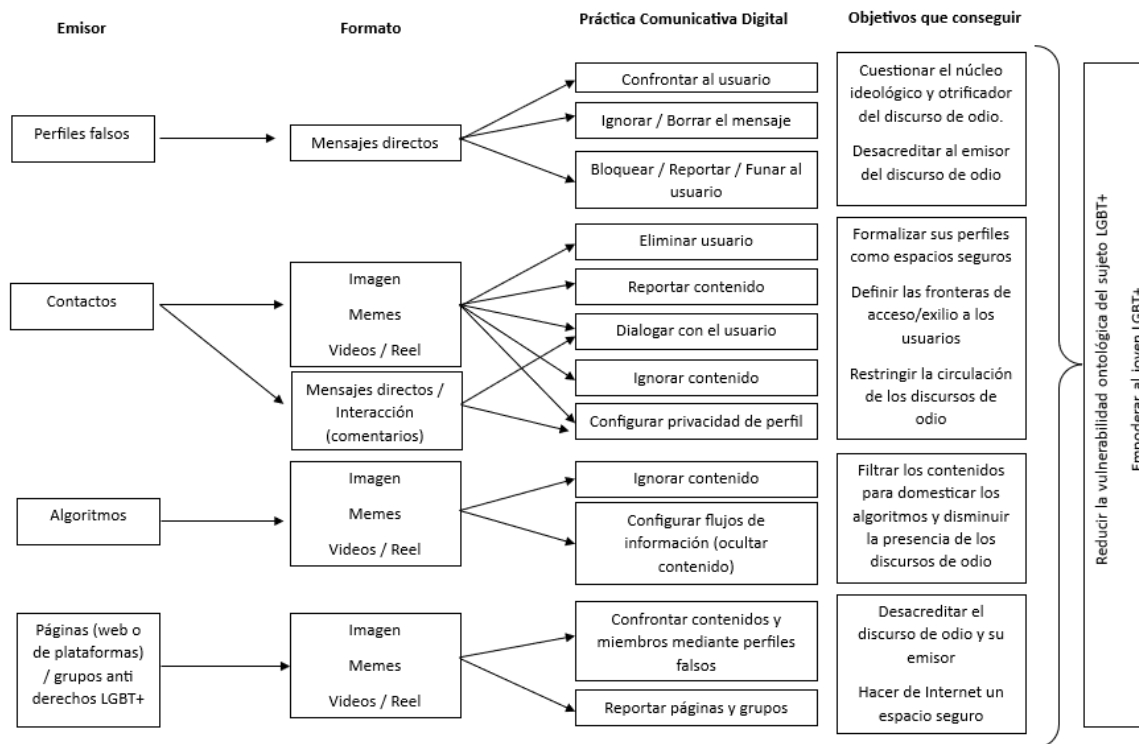 Emisor
Formato
Práctica Comunicativa Digital
Objetivos que conseguir
Perfiles falsos
Mensajes directos
Confrontar al usuario
Ignorar / Borrar el mensaje
Bloquear / Reportar / Funar al
usuario
Cuestionar el núcleo
ideológico y otrificador
del discurso de odio.
Desacreditar al emisor
del discurso de odio
Contactos
Imagen
Memes
Videos / Reel
Mensajes directos /
Interacción
(comentarios)
Eliminar usuario
Reportar contenido
Dialogar con el usuario
Ignorar contenido
Configurar privacidad de perfil
Formalizar sus perfiles
como espacios seguros
Definir las fronteras de
acceso/exilio a los
usuarios
Restringir la circulación
de los discursos de
odio
Algoritmos
Imagen
Memes
Videos / Reel
Ignorar contenido
Configurar flujos de
información (ocultar
contenido)
Filtrar los contenidos
para domesticar los
algoritmos y disminuir
la presencia de los
discursos de odio
Páginas (web o
de plataformas)
/ grupos anti
derechos LGBT+
Imagen
Memes
Videos / Reel
Confrontar contenidos y
miembros mediante perfiles
falsos
Reportar páginas y grupos
Desacreditar el
discurso de odio y su
emisor
Hacer de Internet un
espacio seguro
Reducir la vulnerabilidad ontológica del sujeto LGBT+
Empoderar al joven LGBT+